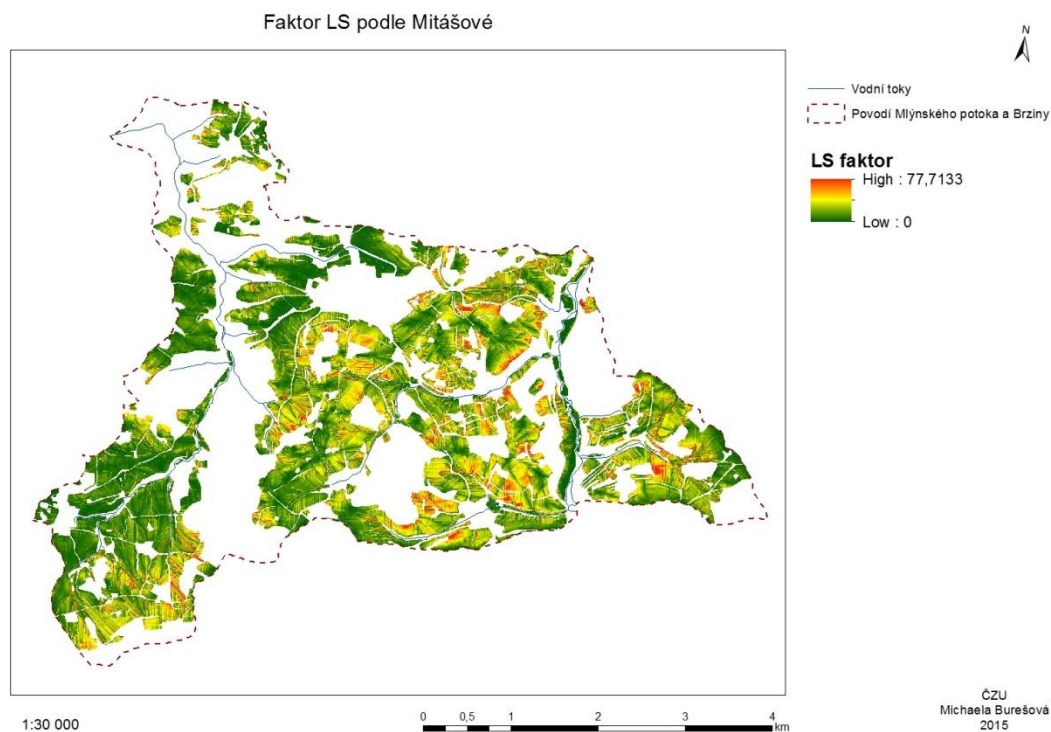 Faktor LS podle Mitášové
N
Vodní toky
Povodí Mlýnského potoka a Brziny
LS faktor
High : 77,7133
Low : 0
1:30 000
0 0,5 1 2 3 4
km
ČZU
Michaela Burešová
2015